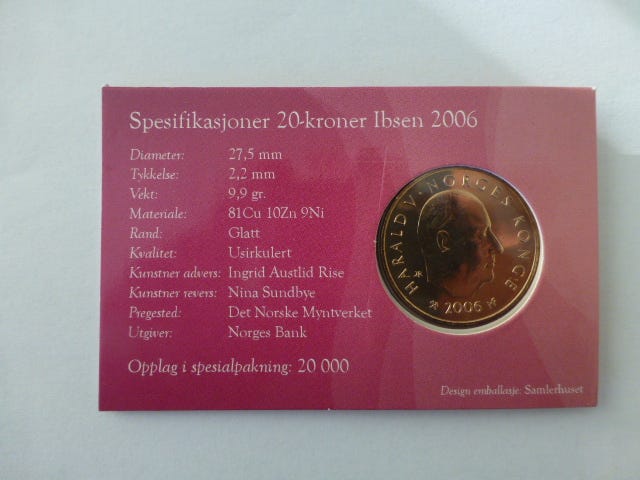 Spesifikasjoner 20-kroner Ibsen 2006
Diameter: 27,5 mm
Tykkelse: 2,2 mm
Vekt: 9,9 gr.
Materiale: 81Cu 10Zn 9Ni
Rand: Glatt
Kvalitet: Usirkulert
Kunstner advers: Ingrid Austlid Rise
Kunstner revers: Nina Sundbye
Pregested: Det Norske Myntverket
Utgiver: Norges Bank
Opplag i spesialpakning: 20 000
HARALD V · NORGES KONGE
2006
Design emballasje: Samlerhuset